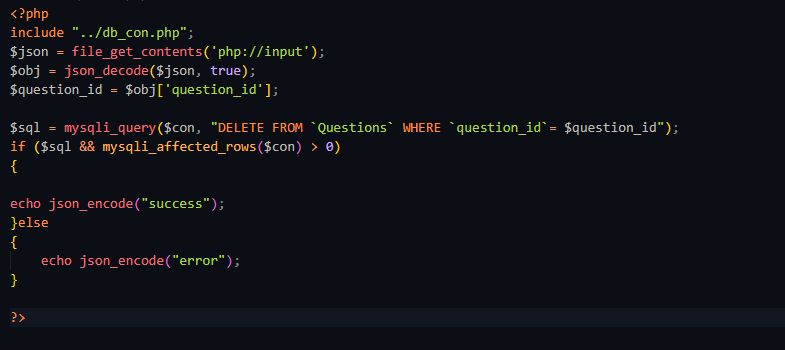 <?php
include "../db_con.php";
$json = file_get_contents('php://input');
$obj = json_decode($json, true);
$question_id = $obj['question_id'];
$sql = mysqli_query($con, "DELETE FROM `Questions` WHERE `question_id`= $question_id");
if ($sql && mysqli_affected_rows($con) > 0)
{
echo json_encode("success");
}else
{
echo json_encode("error");
}
?>